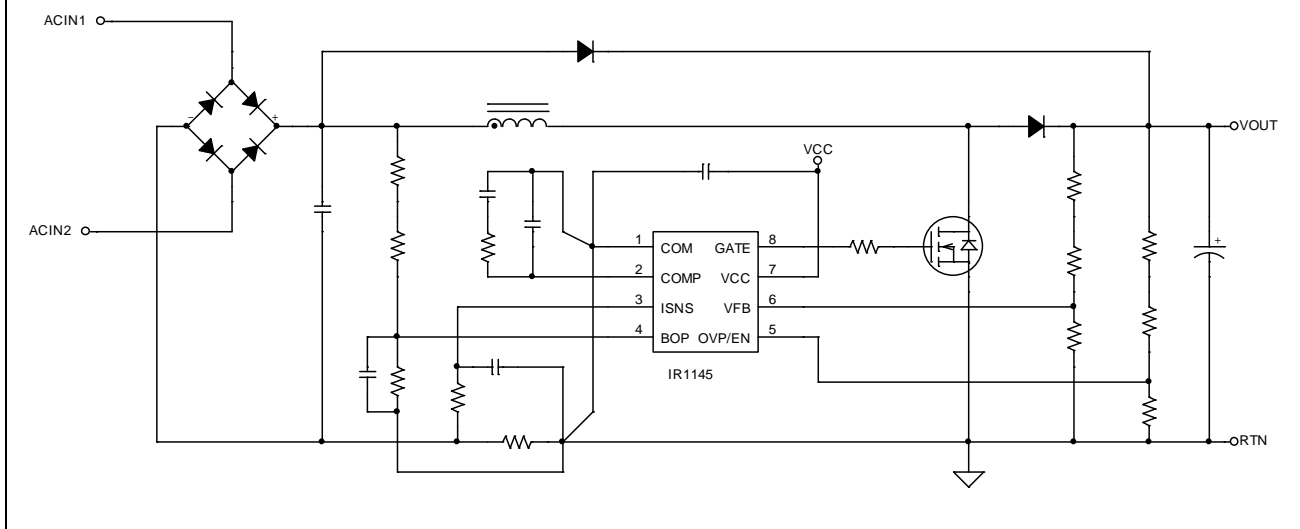 ACIN1
−
+
VOUT
VCC
ACIN2
1
COM
GATE
8
+
2
COMP
VCC
7
3
ISNS
VFB
6
4
BOP
OVP/EN
5
IR1145
RTN